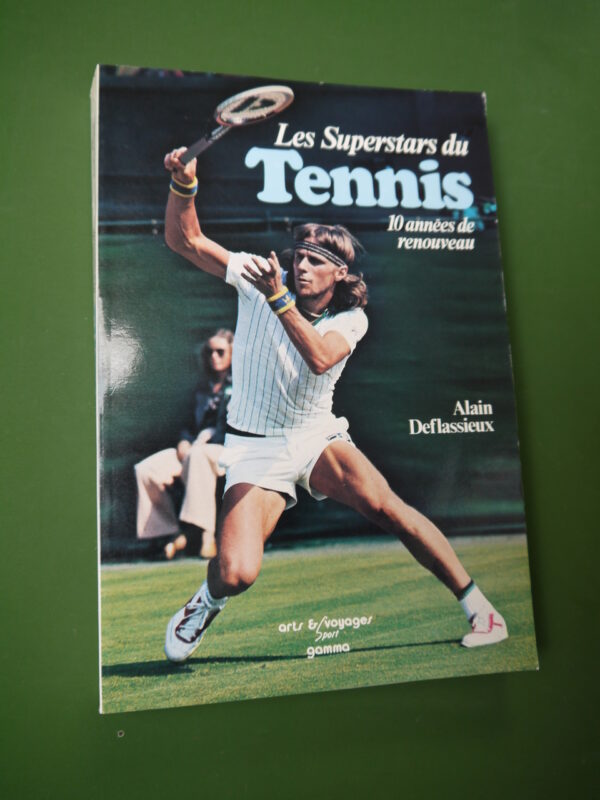 Les Superstars du
Tennis
10 années de
renouveau
Alain
Deflassieux
arts & voyages
Sport
gamma